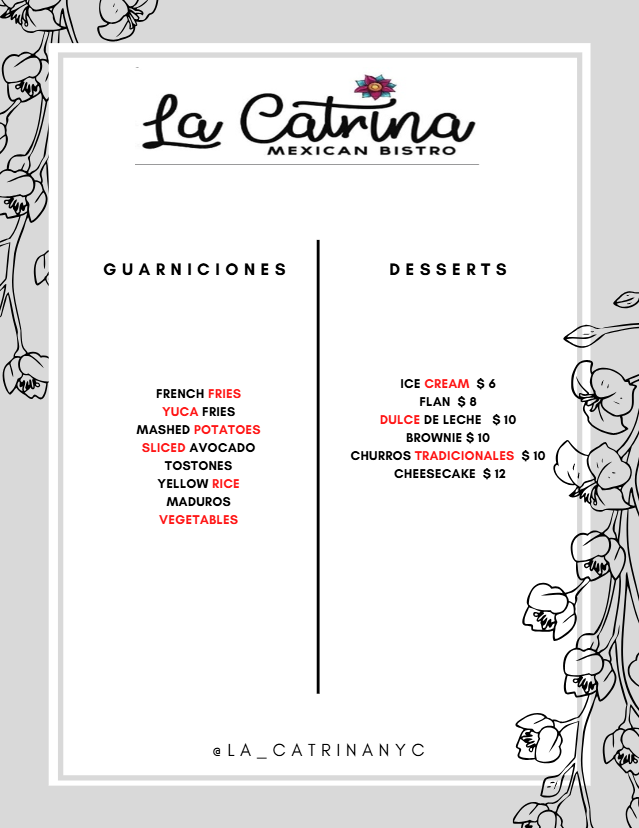 La Catrina
MEXICAN BISTRO
GUARNICIONES
FRENCH FRIES
YUCA FRIES
MASHED POTATOES
SLICED AVOCADO
TOSTONES
YELLOW RICE
MADUROS
VEGETABLES
DESSERTS
ICE CREAM $ 6
FLAN $ 8
DULCE DE LECHE $ 10
BROWNIE $ 10
CHURROS TRADICIONALES $ 10
CHEESECAKE $ 12
@LA_CATRINANYC